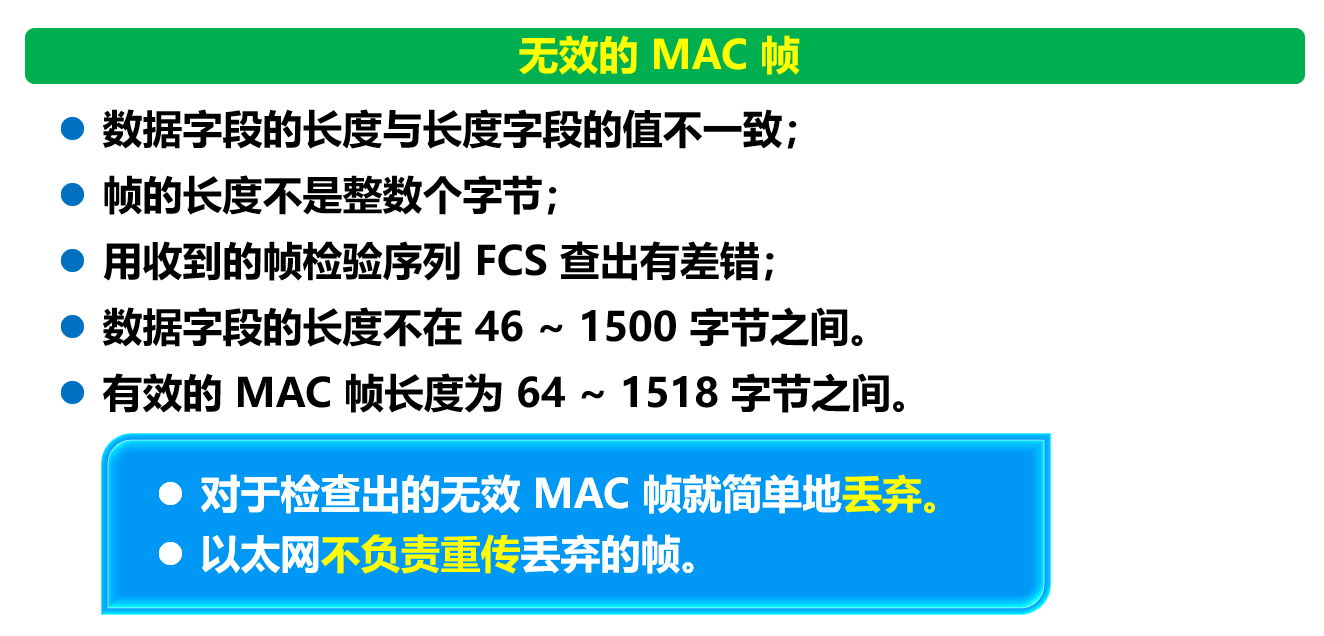 无效的 MAC 帧
数据字段的长度与长度字段的值不一致；
帧的长度不是整数个字节；
用收到的帧检验序列 FCS 查出有差错；
数据字段的长度不在 46 ~ 1500 字节之间。
有效的 MAC 帧长度为 64 ~ 1518 字节之间。
对于检查出的无效 MAC 帧就简单地丢弃。
以太网不负责重传丢弃的帧。